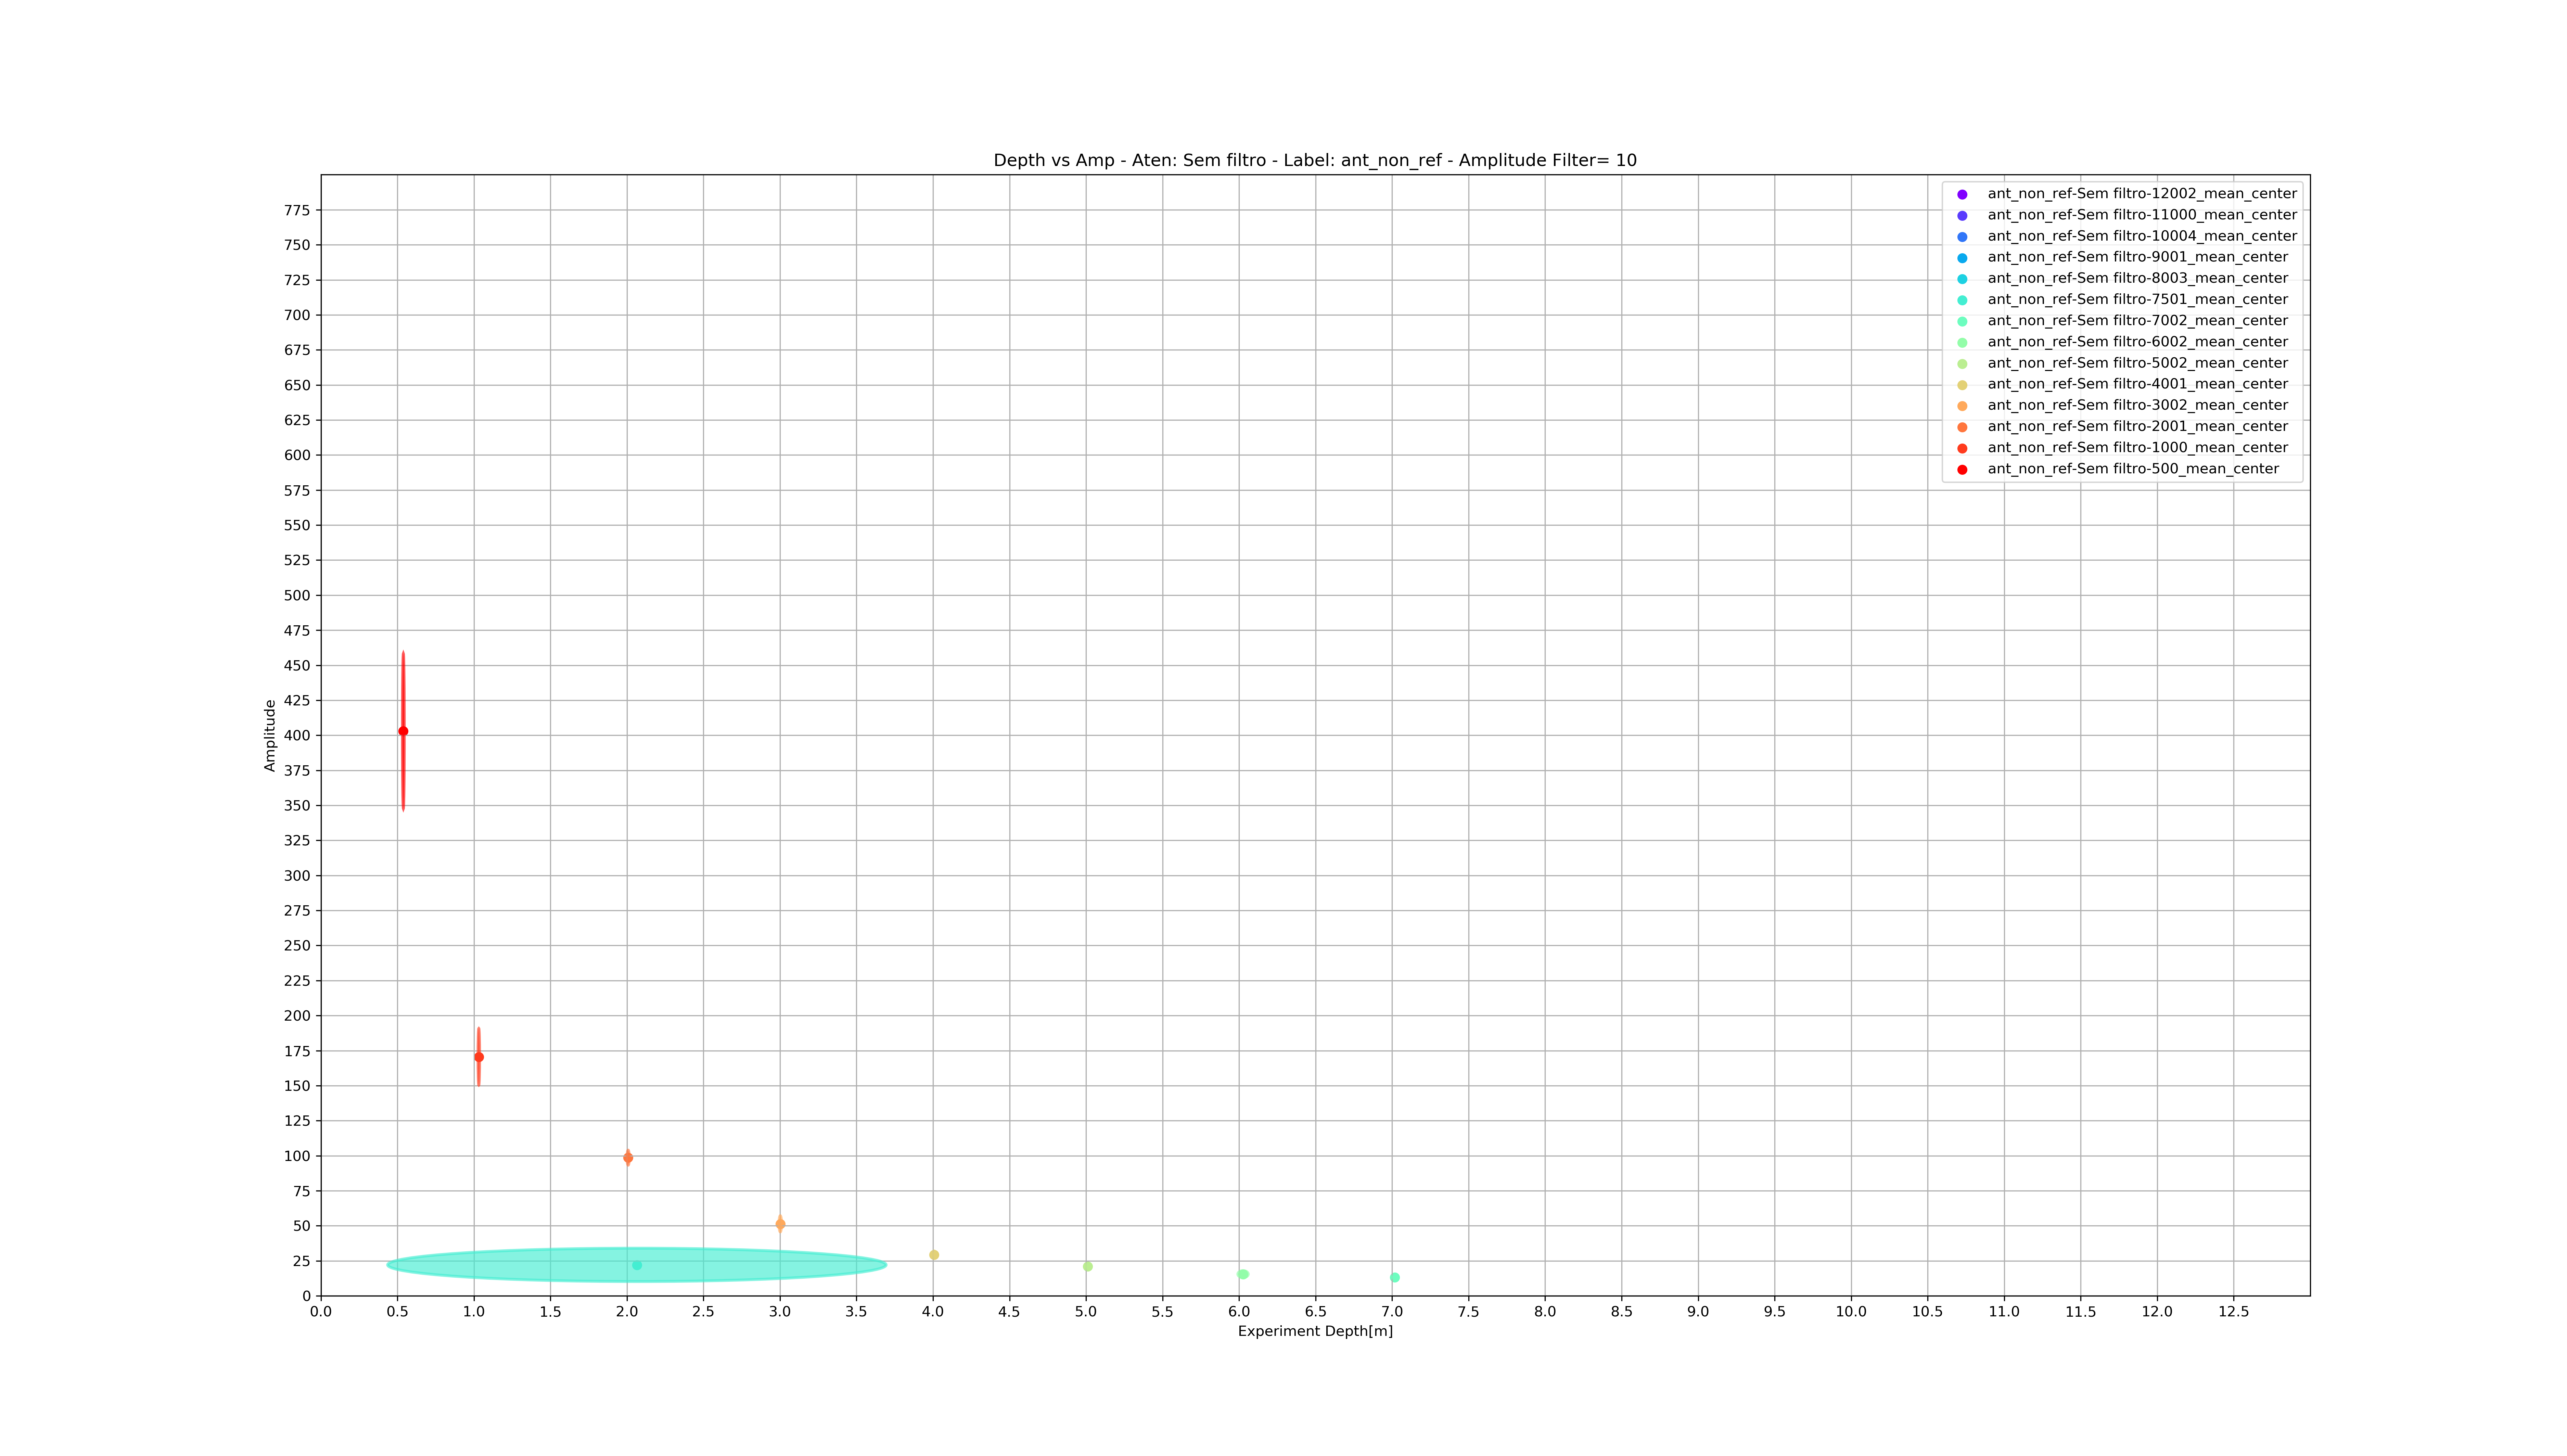 Depth vs Amp - Aten: Sem filtro - Label: ant_non_ref - Amplitude Filter= 10
ant_non_ref-Sem filtro-12002_mean_center
ant_non_ref-Sem filtro-11000_mean_center
ant_non_ref-Sem filtro-10004_mean_center
ant_non_ref-Sem filtro-9001_mean_center
ant_non_ref-Sem filtro-8003_mean_center
ant_non_ref-Sem filtro-7501_mean_center
ant_non_ref-Sem filtro-7002_mean_center
ant_non_ref-Sem filtro-6002_mean_center
ant_non_ref-Sem filtro-5002_mean_center
ant_non_ref-Sem filtro-4001_mean_center
ant_non_ref-Sem filtro-3002_mean_center
ant_non_ref-Sem filtro-2001_mean_center
ant_non_ref-Sem filtro-1000_mean_center
ant_non_ref-Sem filtro-500_mean_center
775
750
725
700
675
650
625
600
575
550
525
500
475
450
425
400
375
350
325
300
275
250
225
200
175
150
125
100
75
50
25
0
Amplitude
0.0 0.5 1.0 1.5 2.0 2.5 3.0 3.5 4.0 4.5 5.0 5.5 6.0 6.5 7.0 7.5 8.0 8.5 9.0 9.5 10.0 10.5 11.0 11.5 12.0 12.5
Experiment Depth[m]